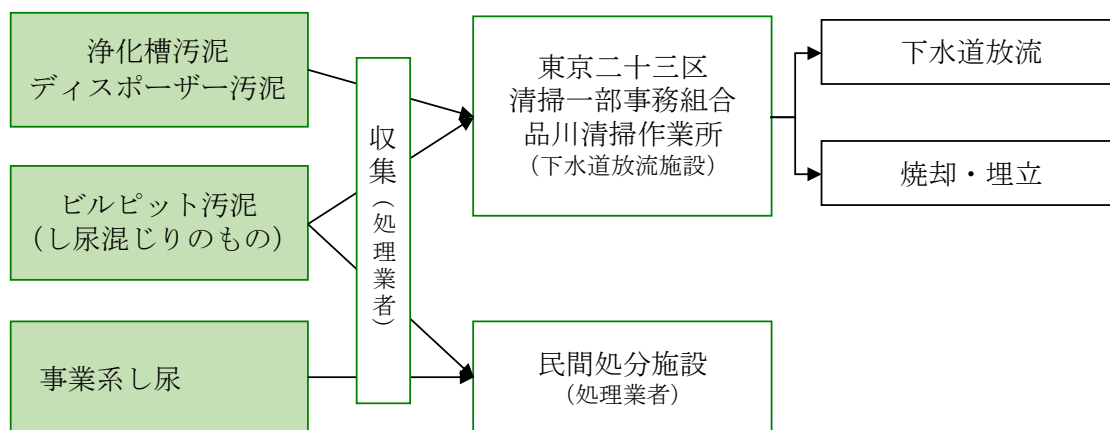 浄化槽汚泥
ディスポーザー汚泥
ビルピット汚泥
（し尿混じりのもの）
事業系し尿
収集（処理業者）
東京二十三区
清掃一部事務組合
品川清掃作業所
（下水道放流施設）
民間処分施設
（処理業者）
下水道放流
焼却・埋立